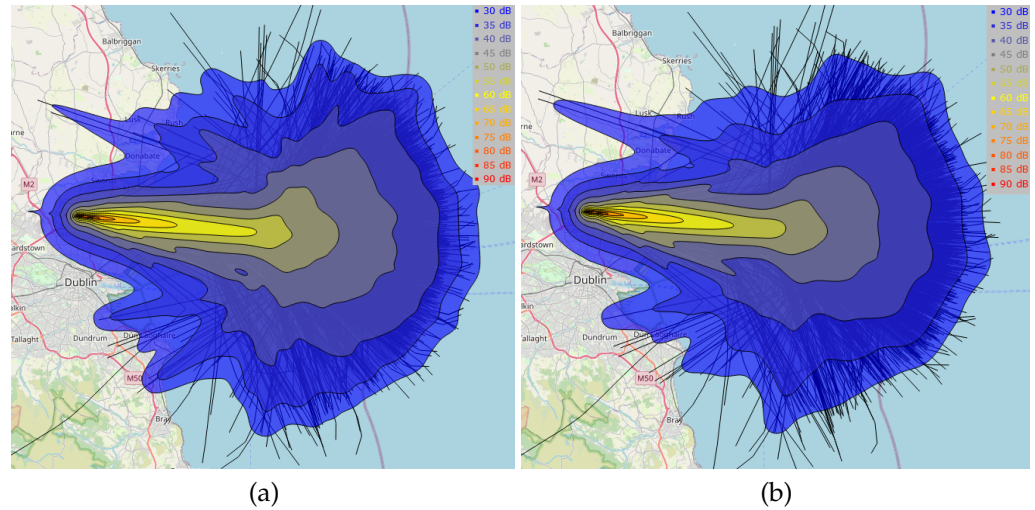 Balbriggan
Skerries
Lusk
Rush
Donabate
M2
Dublin
Tallaght
Dundrum
M50
Bray
30 dB
35 dB
40 dB
45 dB
50 dB
55 dB
60 dB
65 dB
70 dB
75 dB
80 dB
85 dB
90 dB
(a)
Balbriggan
Skerries
Lusk
Rush
Donabate
M2
Dublin
Tallaght
Dundrum
M50
Bray
30 dB
35 dB
40 dB
45 dB
50 dB
55 dB
60 dB
65 dB
70 dB
75 dB
80 dB
85 dB
90 dB
(b)